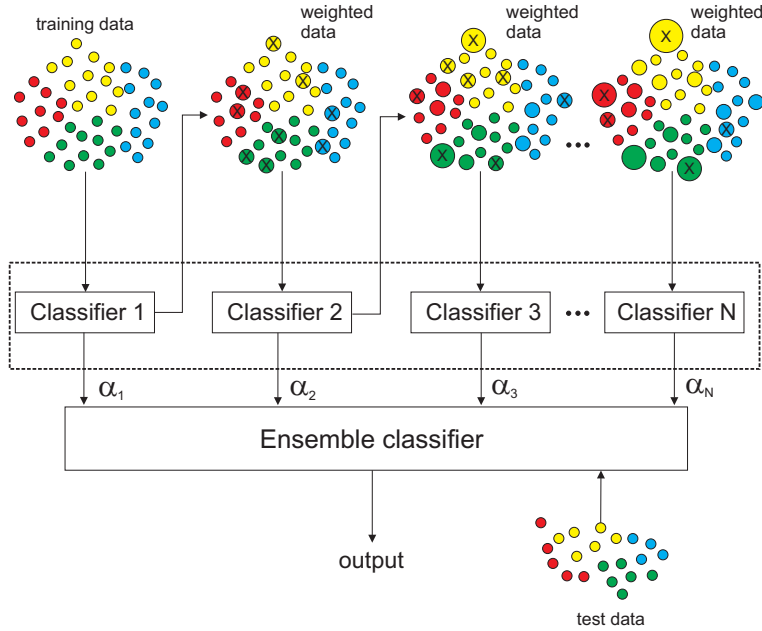 training data
weighted
data
weighted
data
weighted
data
X X X X X X X X X
X X X X X X X X
X X X X X
...
Classifier 1
Classifier 2
Classifier 3
...
Classifier N
α1
α2
α3
αN
Ensemble classifier
output
test data